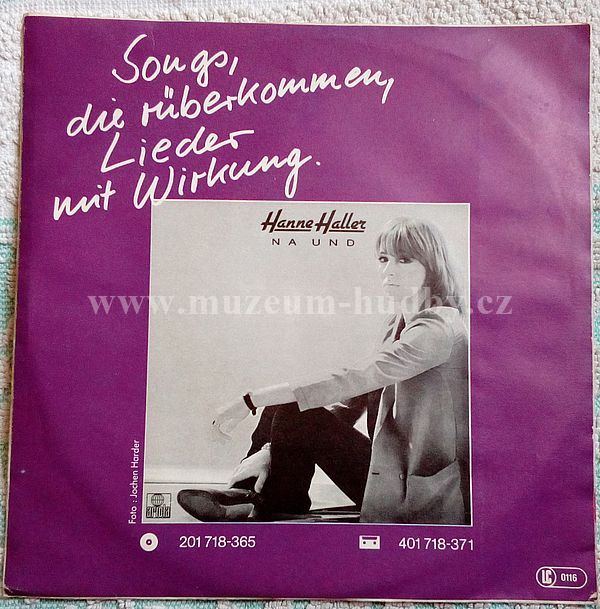 Songs,
die rüberkommen,
Lieder
mit Wirkung.
Hanne Haller
NA UND
www.muzeum-hudby.cz
Foto : Jochen Harder
ariola
201 718-365
401 718-371
LC 0116